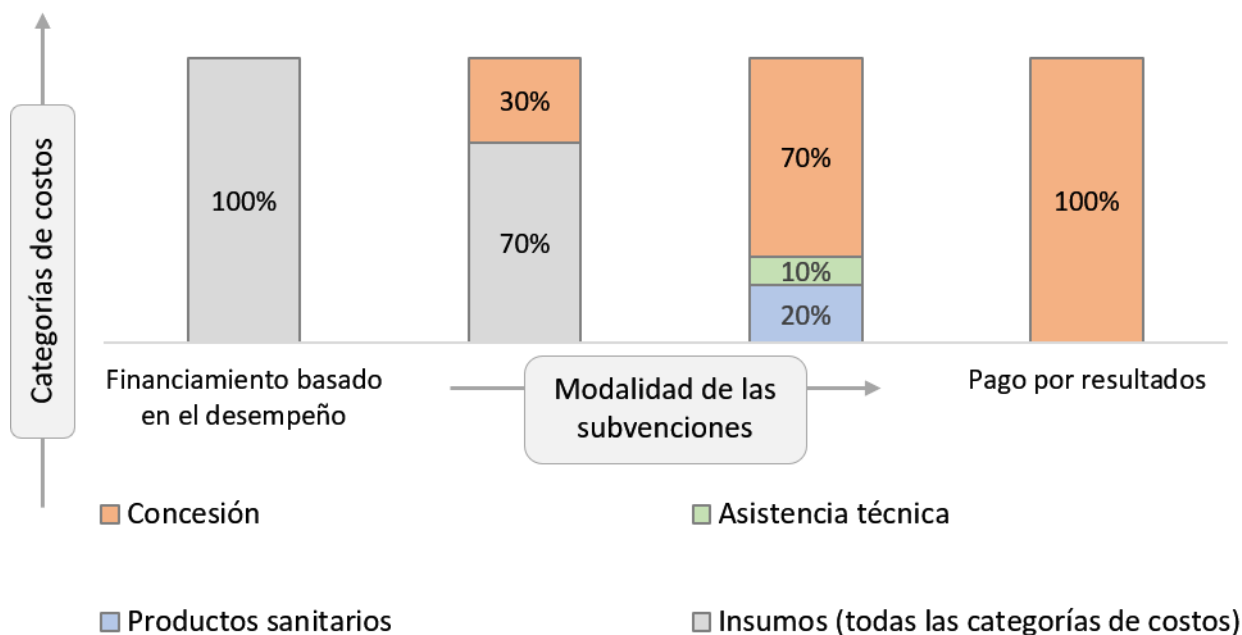 Categorías de costos
100%
30%
70%
70%
10%
20%
100%
Financiamiento basado
en el desempeño
Modalidad de las
subvenciones
Pago por resultados
Concesión
Asistencia técnica
Productos sanitarios
Insumos (todas las categorías de costos)